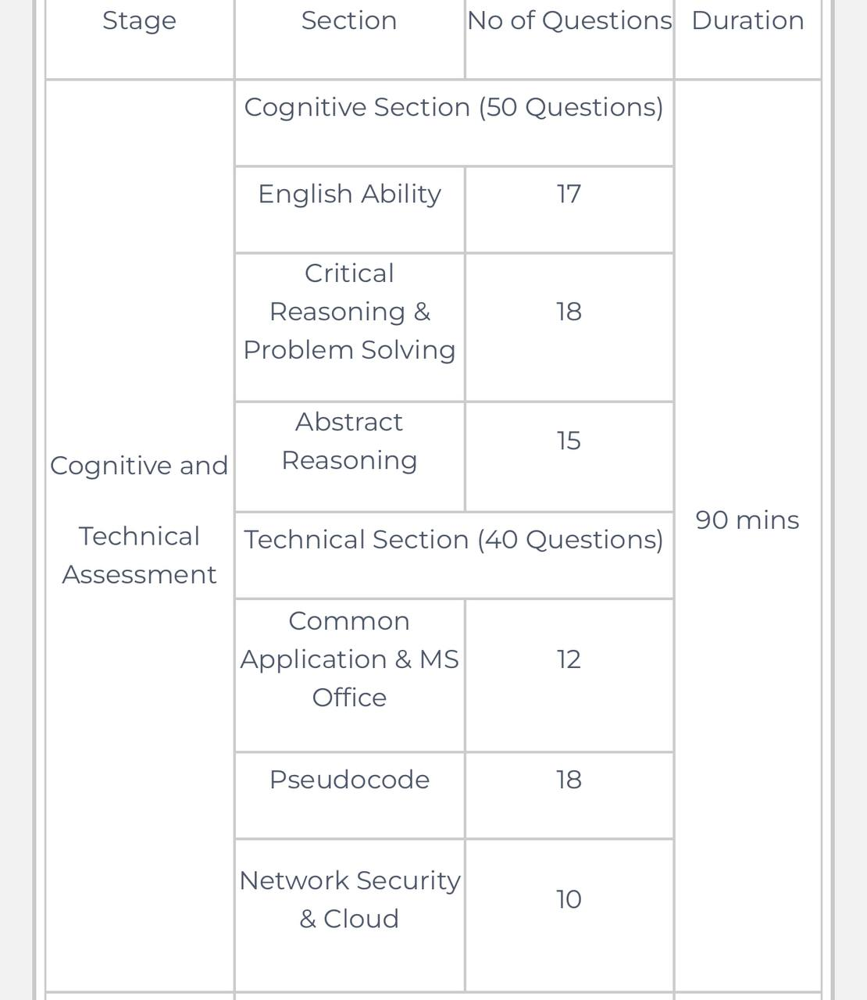 Stage
Section
No of Questions
Duration
Cognitive and
Technical
Assessment
Cognitive Section (50 Questions)
English Ability
17
Critical
Reasoning &
Problem Solving
18
Abstract
Reasoning
15
Technical Section (40 Questions)
Common
Application & MS
Office
12
Pseudocode
18
Network Security
& Cloud
10
90 mins